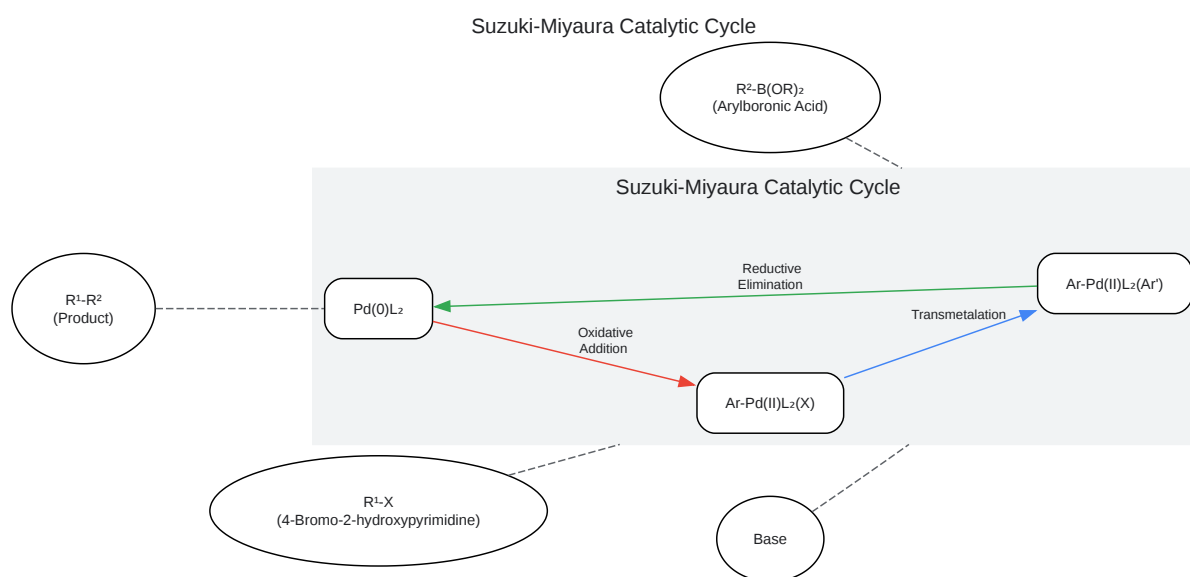 Suzuki-Miyaura Catalytic Cycle
R²-B(OR)₂
(Arylboronic Acid)
Suzuki-Miyaura Catalytic Cycle
Reductive
Elimination
Ar-Pd(II)L₂(Ar')
R¹-R²
(Product)
Pd(0)L₂
Transmetalation
Oxidative
Addition
Ar-Pd(II)L₂(X)
R¹-X
(4-Bromo-2-hydroxypyrimidine)
Base